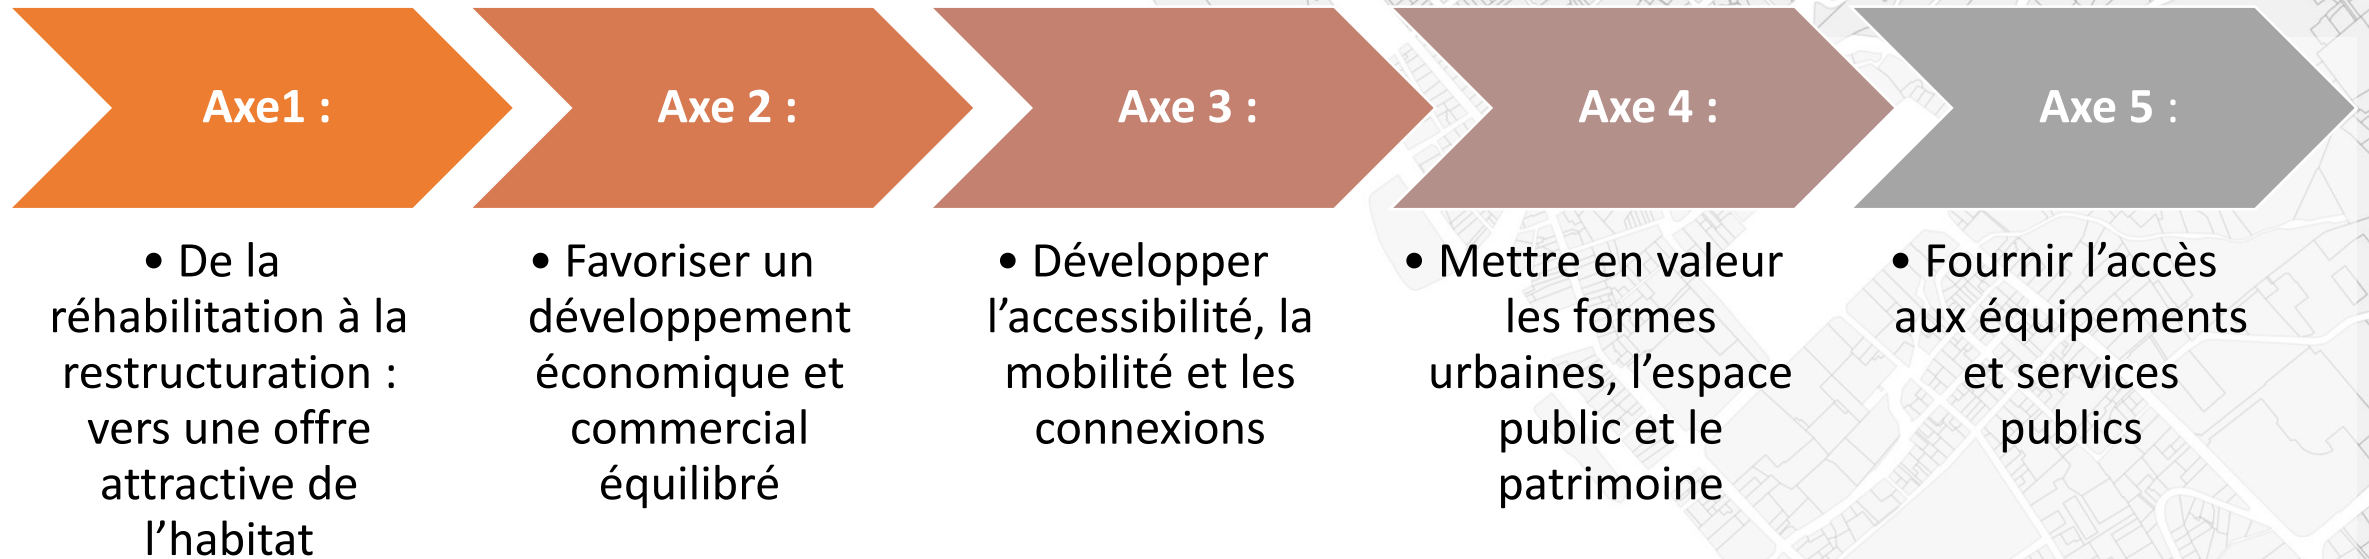 Axe1 :
• De la
réhabilitation à la
restructuration :
vers une offre
attractive de
l’habitat
Axe 2 :
• Favoriser un
développement
économique et
commercial
équilibré
Axe 3 :
• Développer
l’accessibilité, la
mobilité et les
connexions
Axe 4 :
• Mettre en valeur
les formes
urbaines, l’espace
public et le
patrimoine
Axe 5 :
• Fournir l’accès
aux équipements
et services
publics